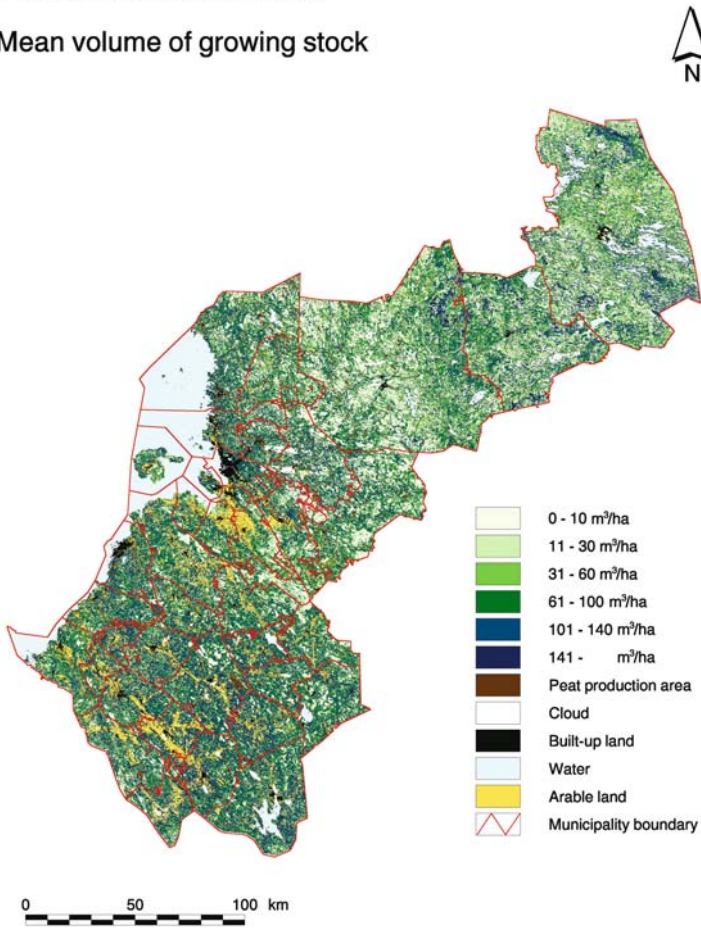 Mean volume of growing stock
N
0 - 10 m³/ha
11 - 30 m³/ha
31 - 60 m³/ha
61 - 100 m³/ha
101 - 140 m³/ha
141 - m³/ha
Peat production area
Cloud
Built-up land
Water
Arable land
Municipality boundary
0 50 100 km